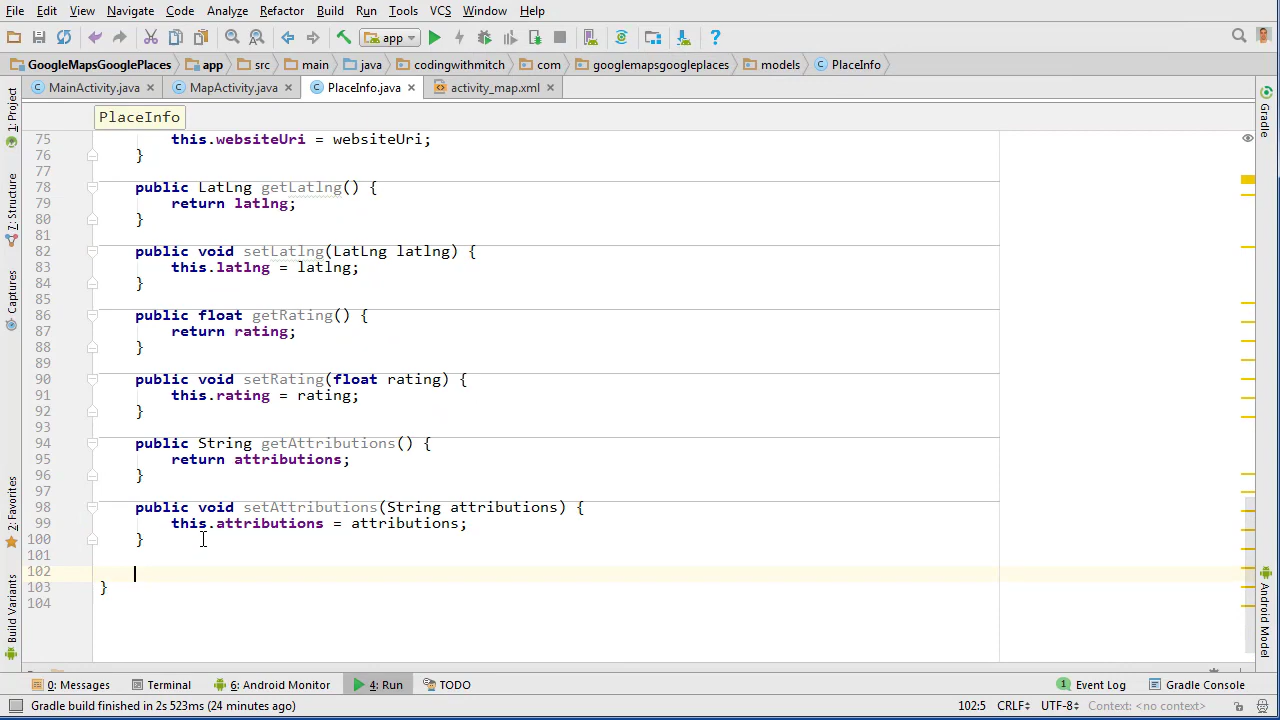 File Edit View Navigate Code Analyze Refactor Build Run Tools VCS Window Help
app
GoogleMapsGooglePlaces app src main java codingwithmitch com googlemapsgoogleplaces models PlaceInfo
MainActivity.java MapActivity.java PlaceInfo.java activity_map.xml
PlaceInfo
75 this.websiteUri = websiteUri;
76 }
77
78 public LatLng getLatlng() {
79 return latlng;
80 }
81
82 public void setLatlng(LatLng latlng) {
83 this.latlng = latlng;
84 }
85
86 public float getRating() {
87 return rating;
88 }
89
90 public void setRating(float rating) {
91 this.rating = rating;
92 }
93
94 public String getAttributions() {
95 return attributions;
96 }
97
98 public void setAttributions(String attributions) {
99 this.attributions = attributions;
100 }
101
102
103 }
104
1: Project
7: Structure
Captures
2: Favorites
Build Variants
Gradle
Android Model
0: Messages Terminal 6: Android Monitor 4: Run TODO 1 Event Log Gradle Console
Gradle build finished in 2s 523ms (24 minutes ago) 102:5 CRLF UTF-8 Context: <no context>